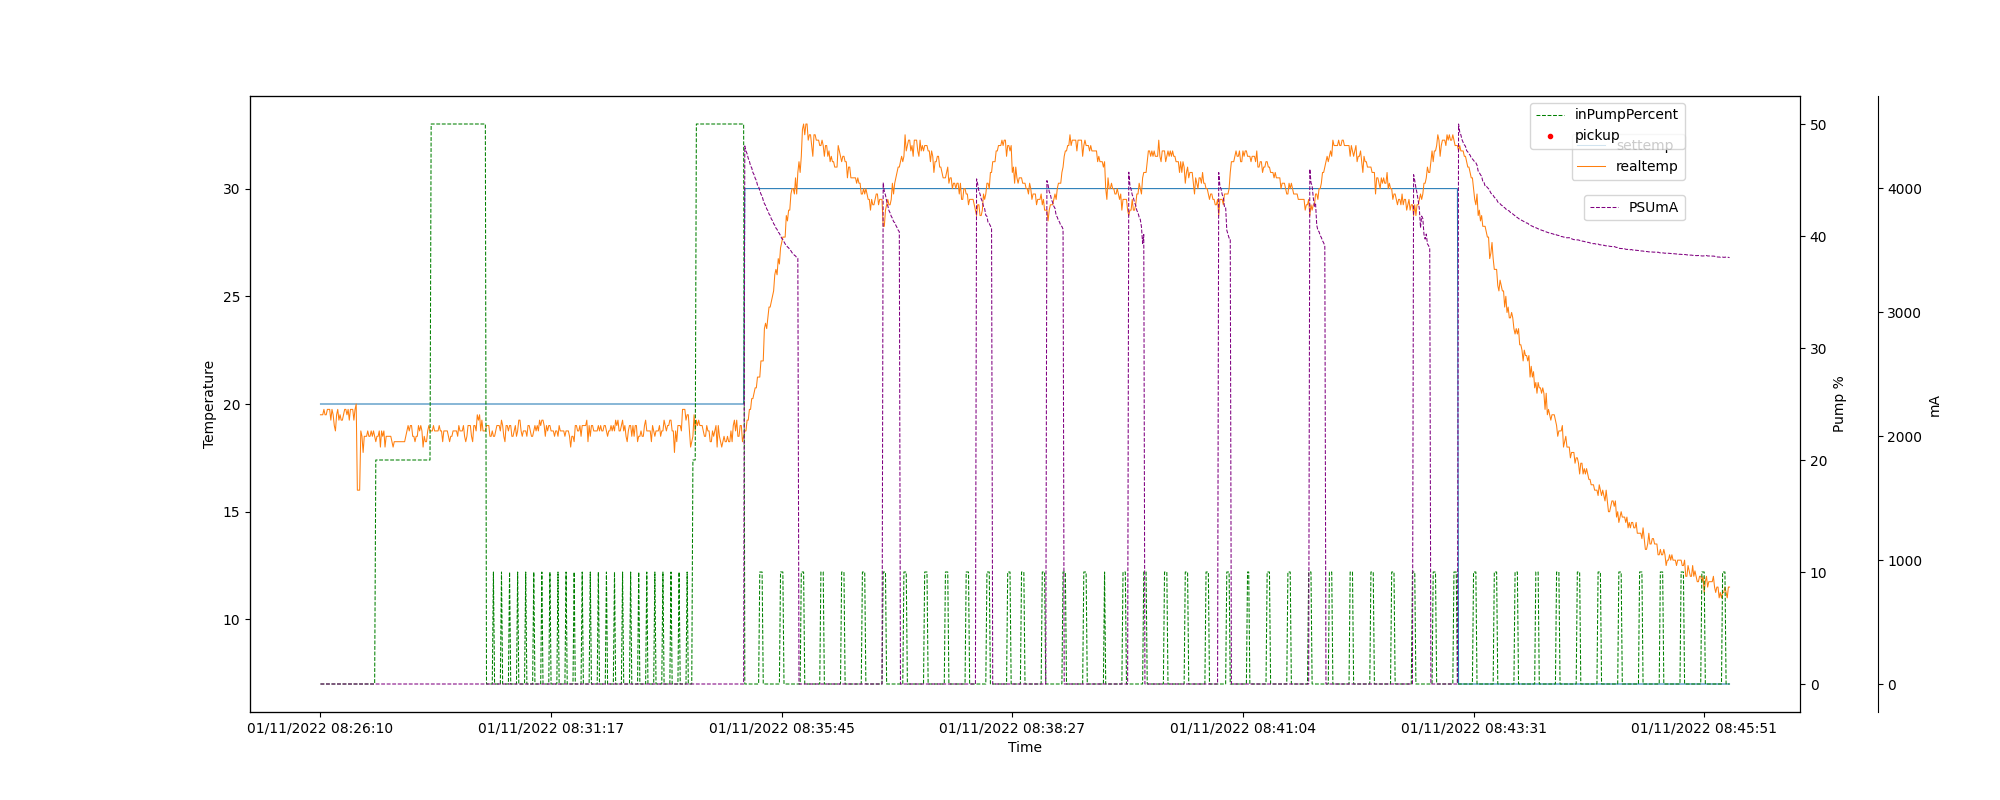 inPumpPercent
pickup
settemp
realtemp
PSUmA
Temperature
30
25
20
15
10
50
40
30
20
10
0
Pump %
4000
3000
2000
1000
0
mA
01/11/2022 08:26:10
01/11/2022 08:31:17
01/11/2022 08:35:45
01/11/2022 08:38:27
01/11/2022 08:41:04
01/11/2022 08:43:31
01/11/2022 08:45:51
Time